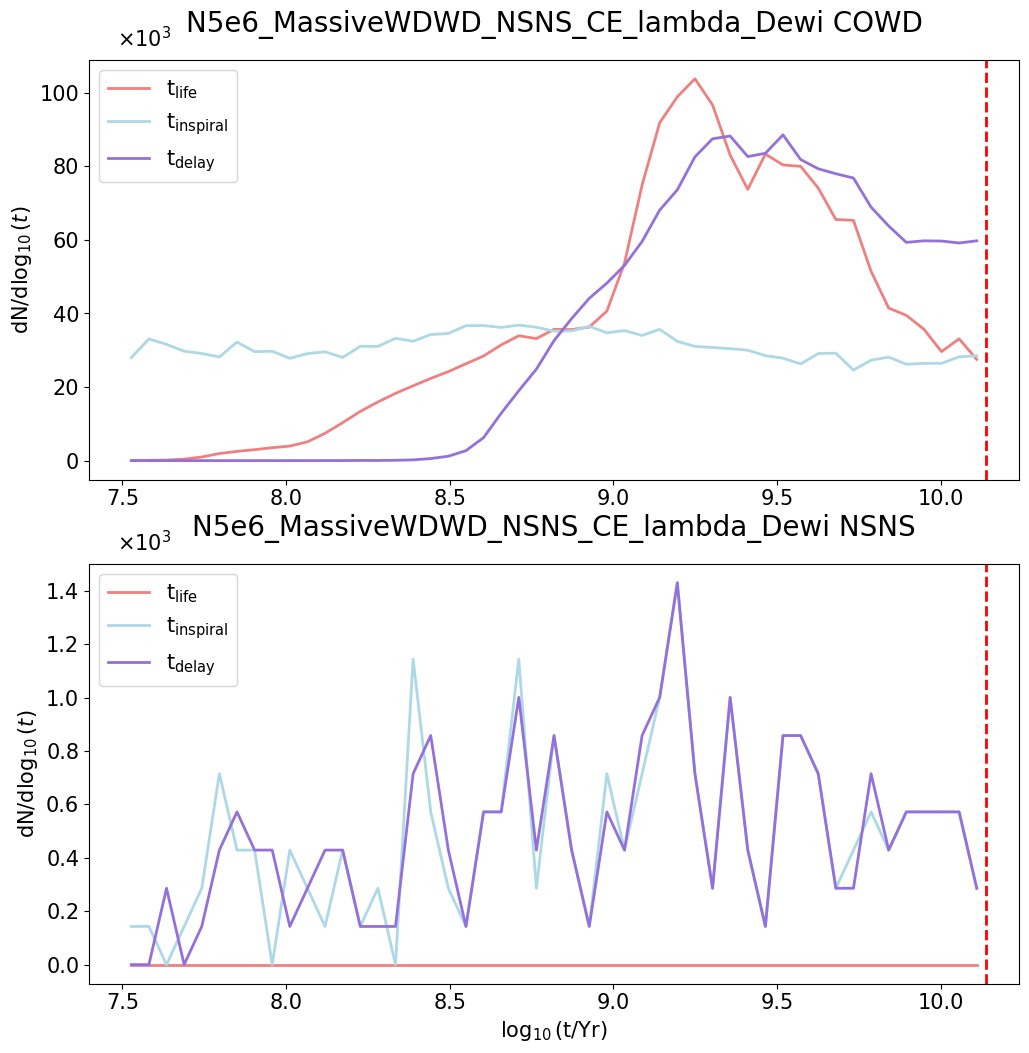 N5e6_MassiveWDWD_NSNS_CE_lambda_Dewi COWD
×10³
t_life
t_inspiral
t_delay
dN/dlog₁₀(t)
100
80
60
40
20
0
7.5 8.0 8.5 9.0 9.5 10.0
N5e6_MassiveWDWD_NSNS_CE_lambda_Dewi NSNS
×10³
t_life
t_inspiral
t_delay
dN/dlog₁₀(t)
1.4
1.2
1.0
0.8
0.6
0.4
0.2
0.0
7.5 8.0 8.5 9.0 9.5 10.0
log₁₀(t/Yr)